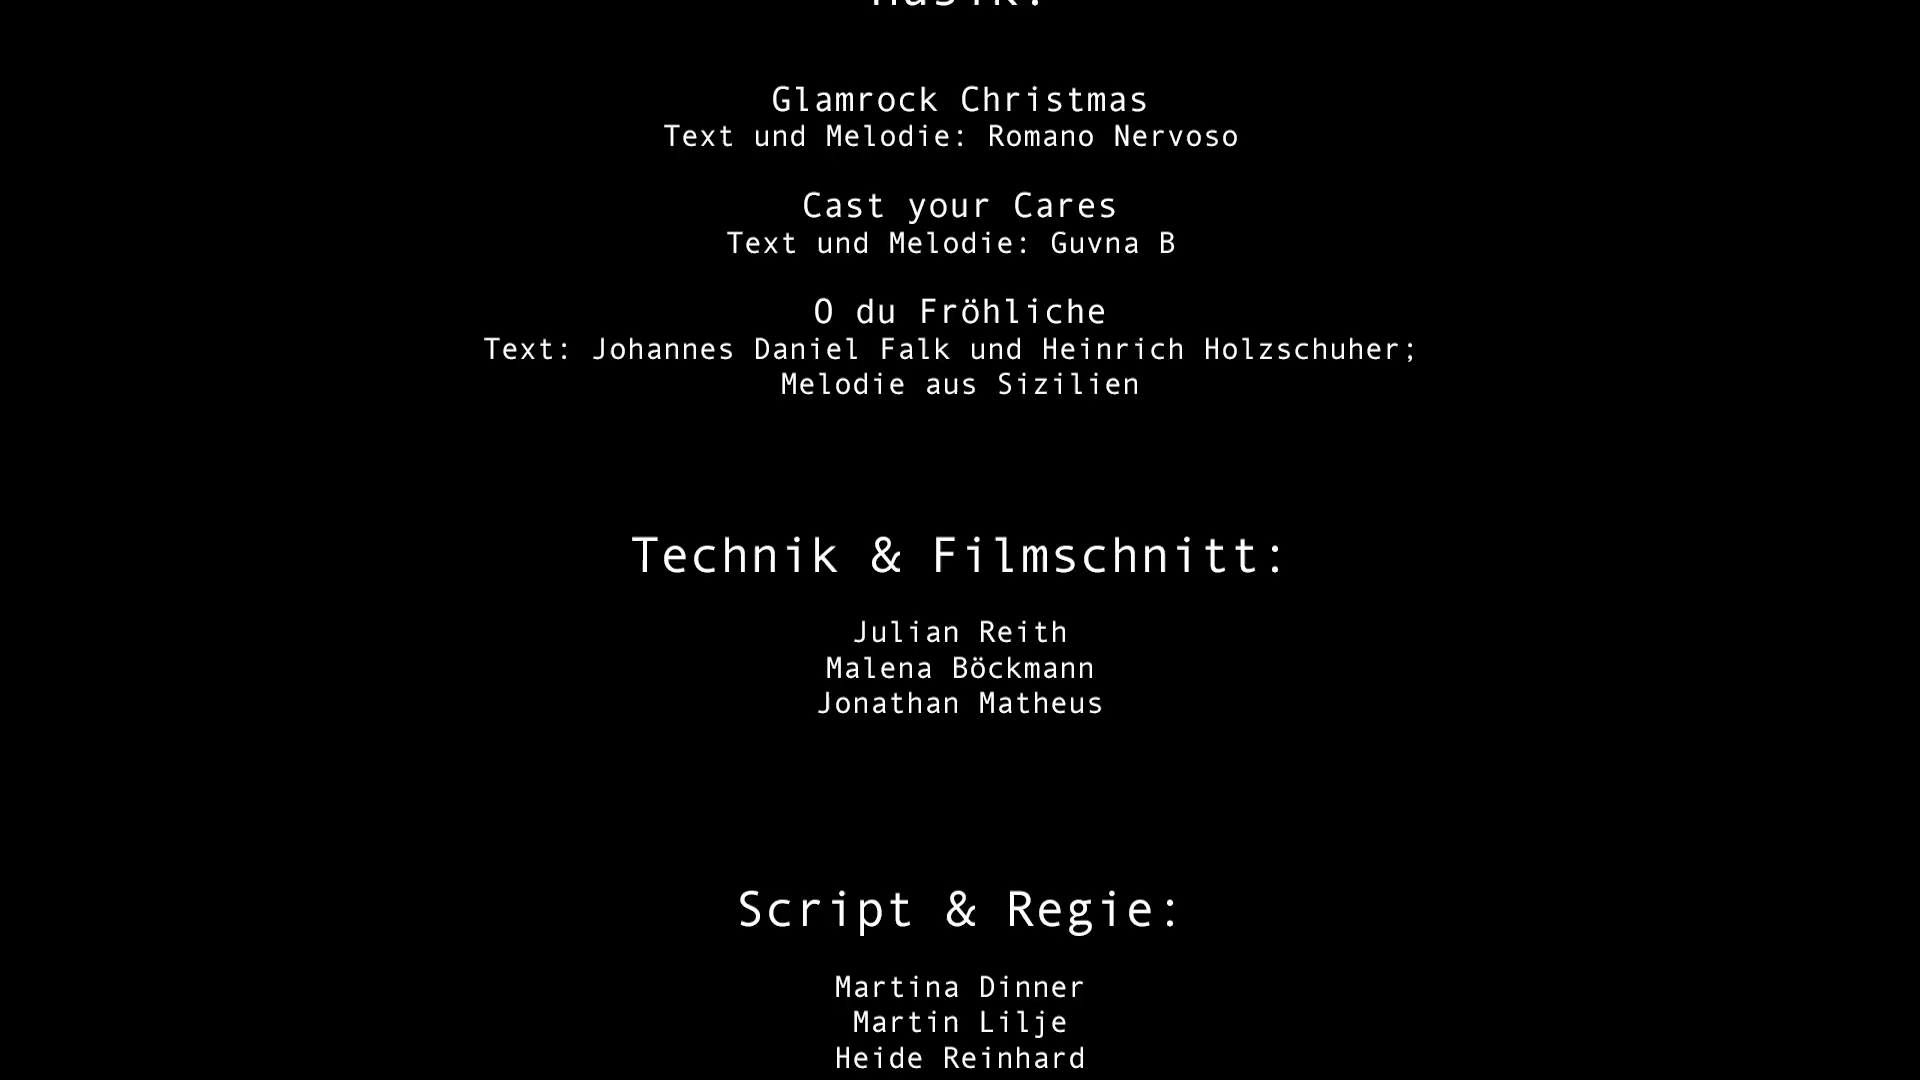 Musik:
Glamrock Christmas
Text und Melodie: Romano Nervoso
Cast your Cares
Text und Melodie: Guvna B
O du Fröhliche
Text: Johannes Daniel Falk und Heinrich Holzschuher;
Melodie aus Sizilien
Technik & Filmschnitt:
Julian Reith
Malena Böckmann
Jonathan Matheus
Script & Regie:
Martina Dinner
Martin Lilje
Heide Reinhard